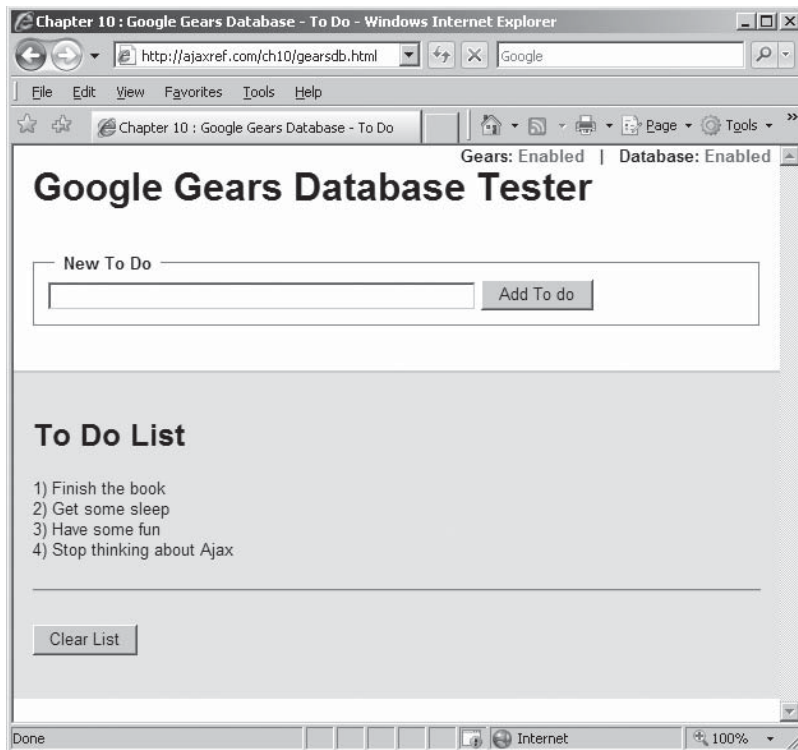 Chapter 10 : Google Gears Database - To Do - Windows Internet Explorer
http://ajaxref.com/ch10/gearsdb.html
Google
File Edit View Favorites Tools Help
Chapter 10 : Google Gears Database - To Do
Page Tools »
Gears: Enabled | Database: Enabled
Google Gears Database Tester
New To Do
Add To do
To Do List
1) Finish the book
2) Get some sleep
3) Have some fun
4) Stop thinking about Ajax
Clear List
Done Internet 100%